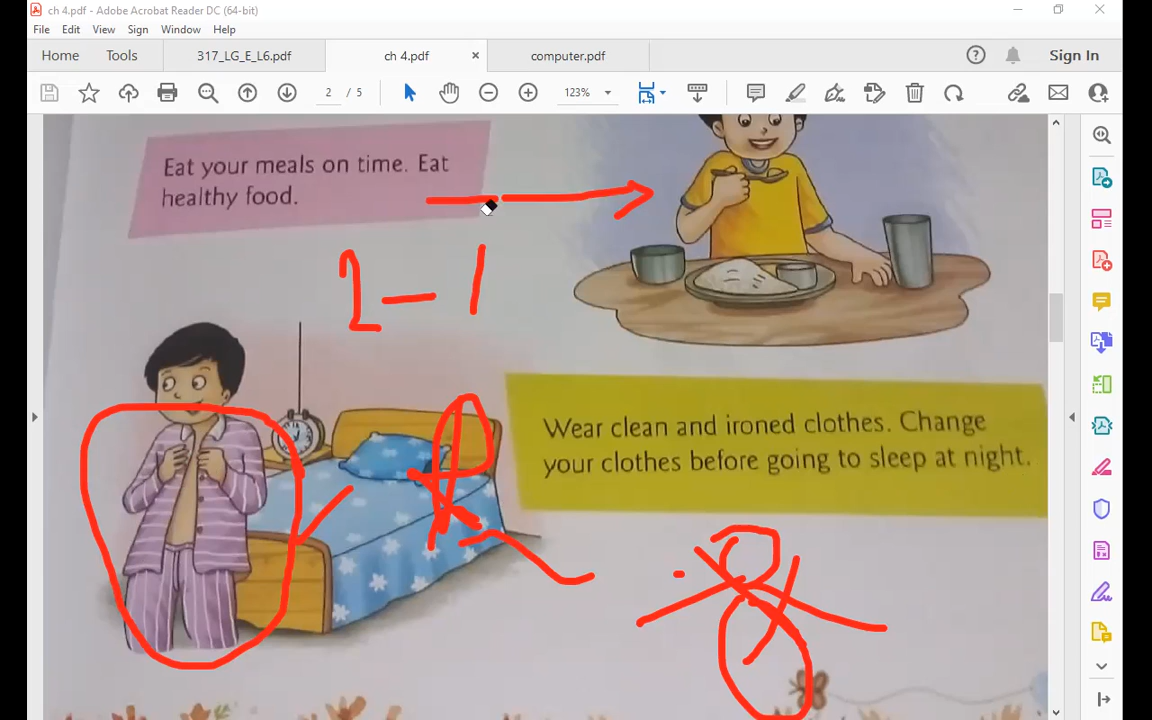 ch 4.pdf - Adobe Acrobat Reader DC (64-bit)
File Edit View Sign Window Help
Home Tools 317_LG_E_L6.pdf ch 4.pdf × computer.pdf Sign In
2 / 5 123%
Eat your meals on time. Eat
healthy food.
2 - 1
Wear clean and ironed clothes. Change
your clothes before going to sleep at night.